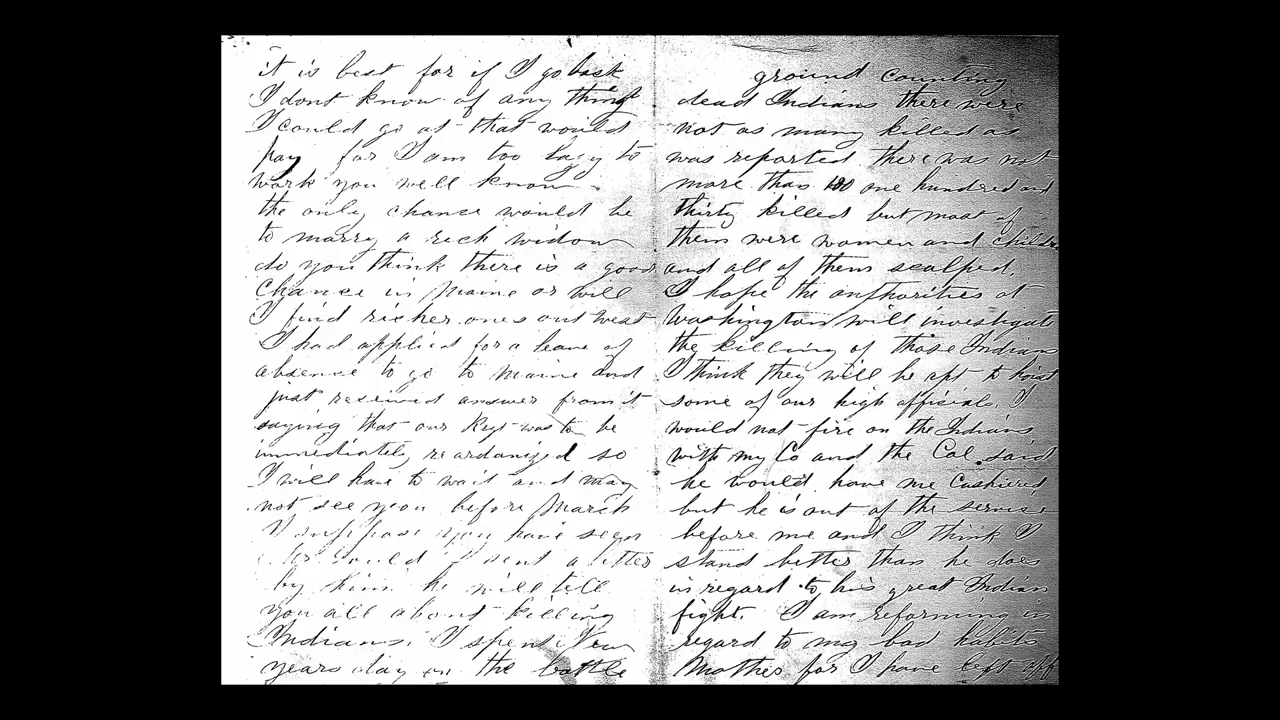 it is best for if I go back
I dont know of any thing
I could go at that would
pay for I am too lazy to
work you well know
the only chance would be
to marry a rich widow
do you think there is a good
chance in Maine or will
I find richer ones out west
I had applied for a leave of
absence to go to Maine and
just received answer from it
saying that our Regt was to be
immediately reordanized so
I will have to wait and may
not see you before March
I suppose you have seen
would I sent a letter
by him he will tell
you all about killing
Indians. I spent New
years day on the battle
ground counting
dead Indians there were
not as many killed as
was reported there was not
more than one hundred and
thirty killed but most of
them were women and children
and all of them scalped.
I hope the authorities at
Washington will investigate
the killing of those Indians
I think they will be apt to hoist
some of our high officials. I
would not fire on the Indians
with my Co and the Col. said
he would have me cashiered
but he is out of the service
before me and I think I
stand better than he does
in regard to his great Indian
fight. I am reforming in
regard to my bad habits
Mother for I have left off